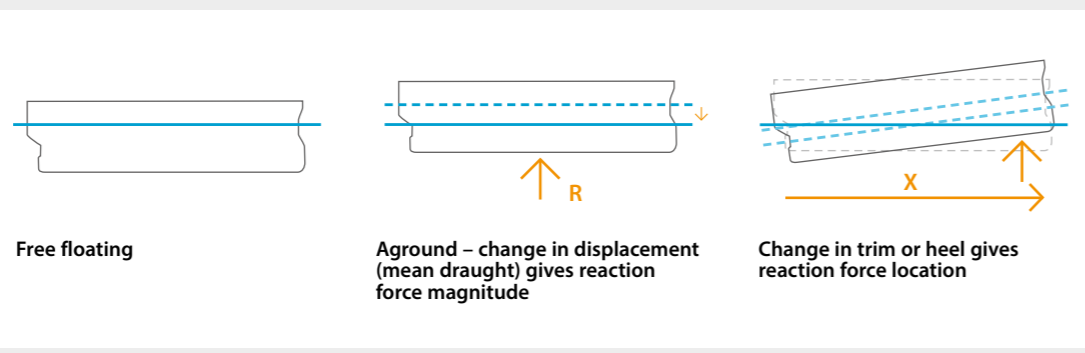 R
X
Free floating
Aground – change in displacement
(mean draught) gives reaction
force magnitude
Change in trim or heel gives
reaction force location